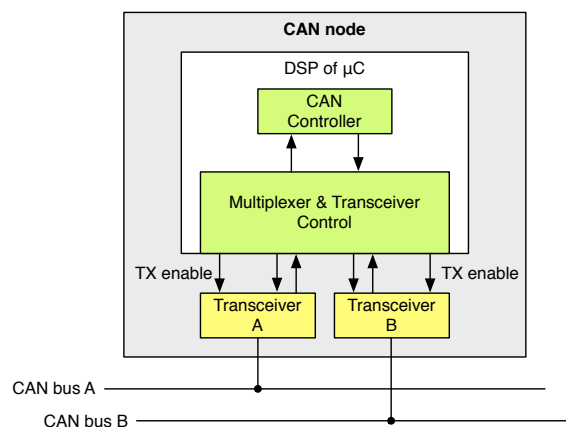 CAN node
DSP of µC
CAN
Controller
Multiplexer & Transceiver
Control
TX enable
TX enable
Transceiver
A
Transceiver
B
CAN bus A
CAN bus B